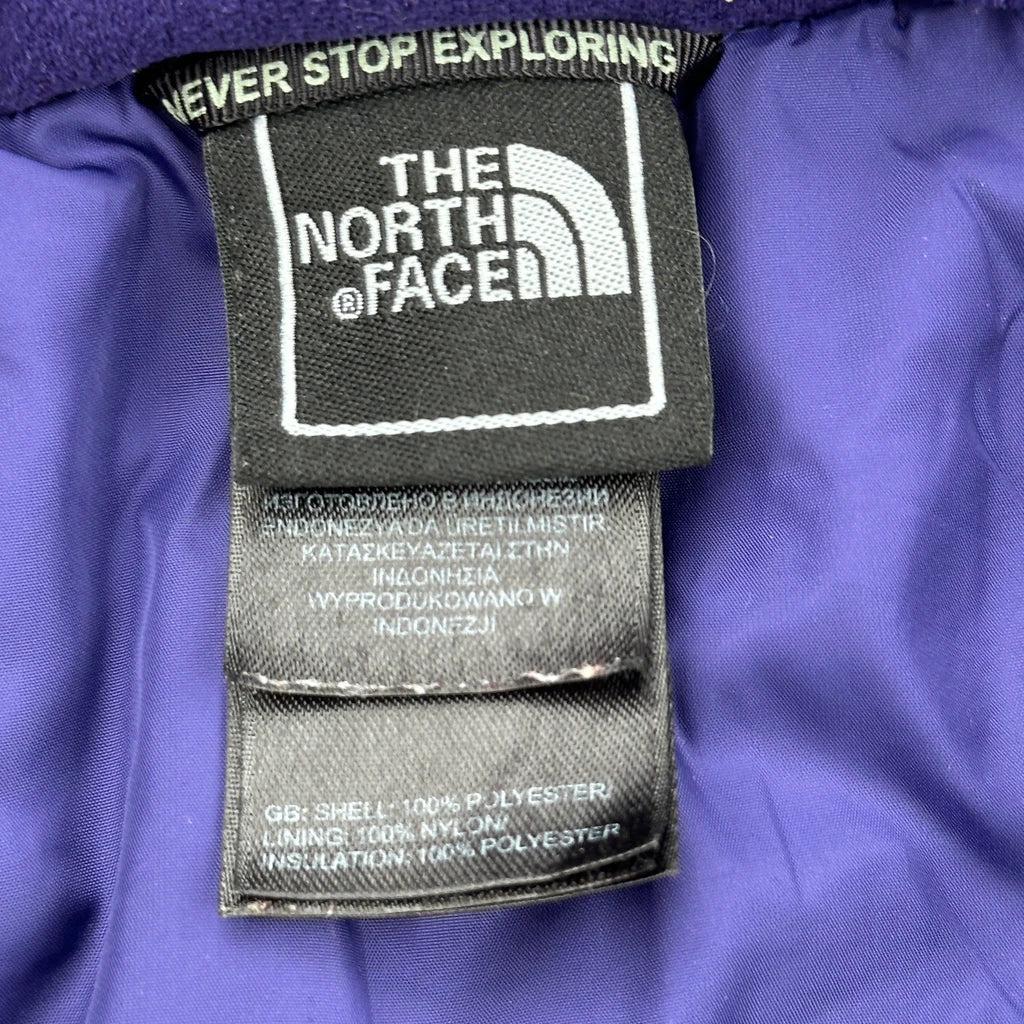 NEVER STOP EXPLORING
THE
NORTH
®FACE
ИЗГОТОВЛЕНО В ИНДОНЕЗИИ
ENDONEZYA'DA URETILMISTIR
ΚΑΤΑΣΚΕΥΑΖΕΤΑΙ ΣΤΗΝ
ΙΝΔΟΝΗΣΙΑ
WYPRODUKOWANO W
INDONEZJI
GB: SHELL: 100% POLYESTER/
LINING: 100% NYLON/
INSULATION: 100% POLYESTER